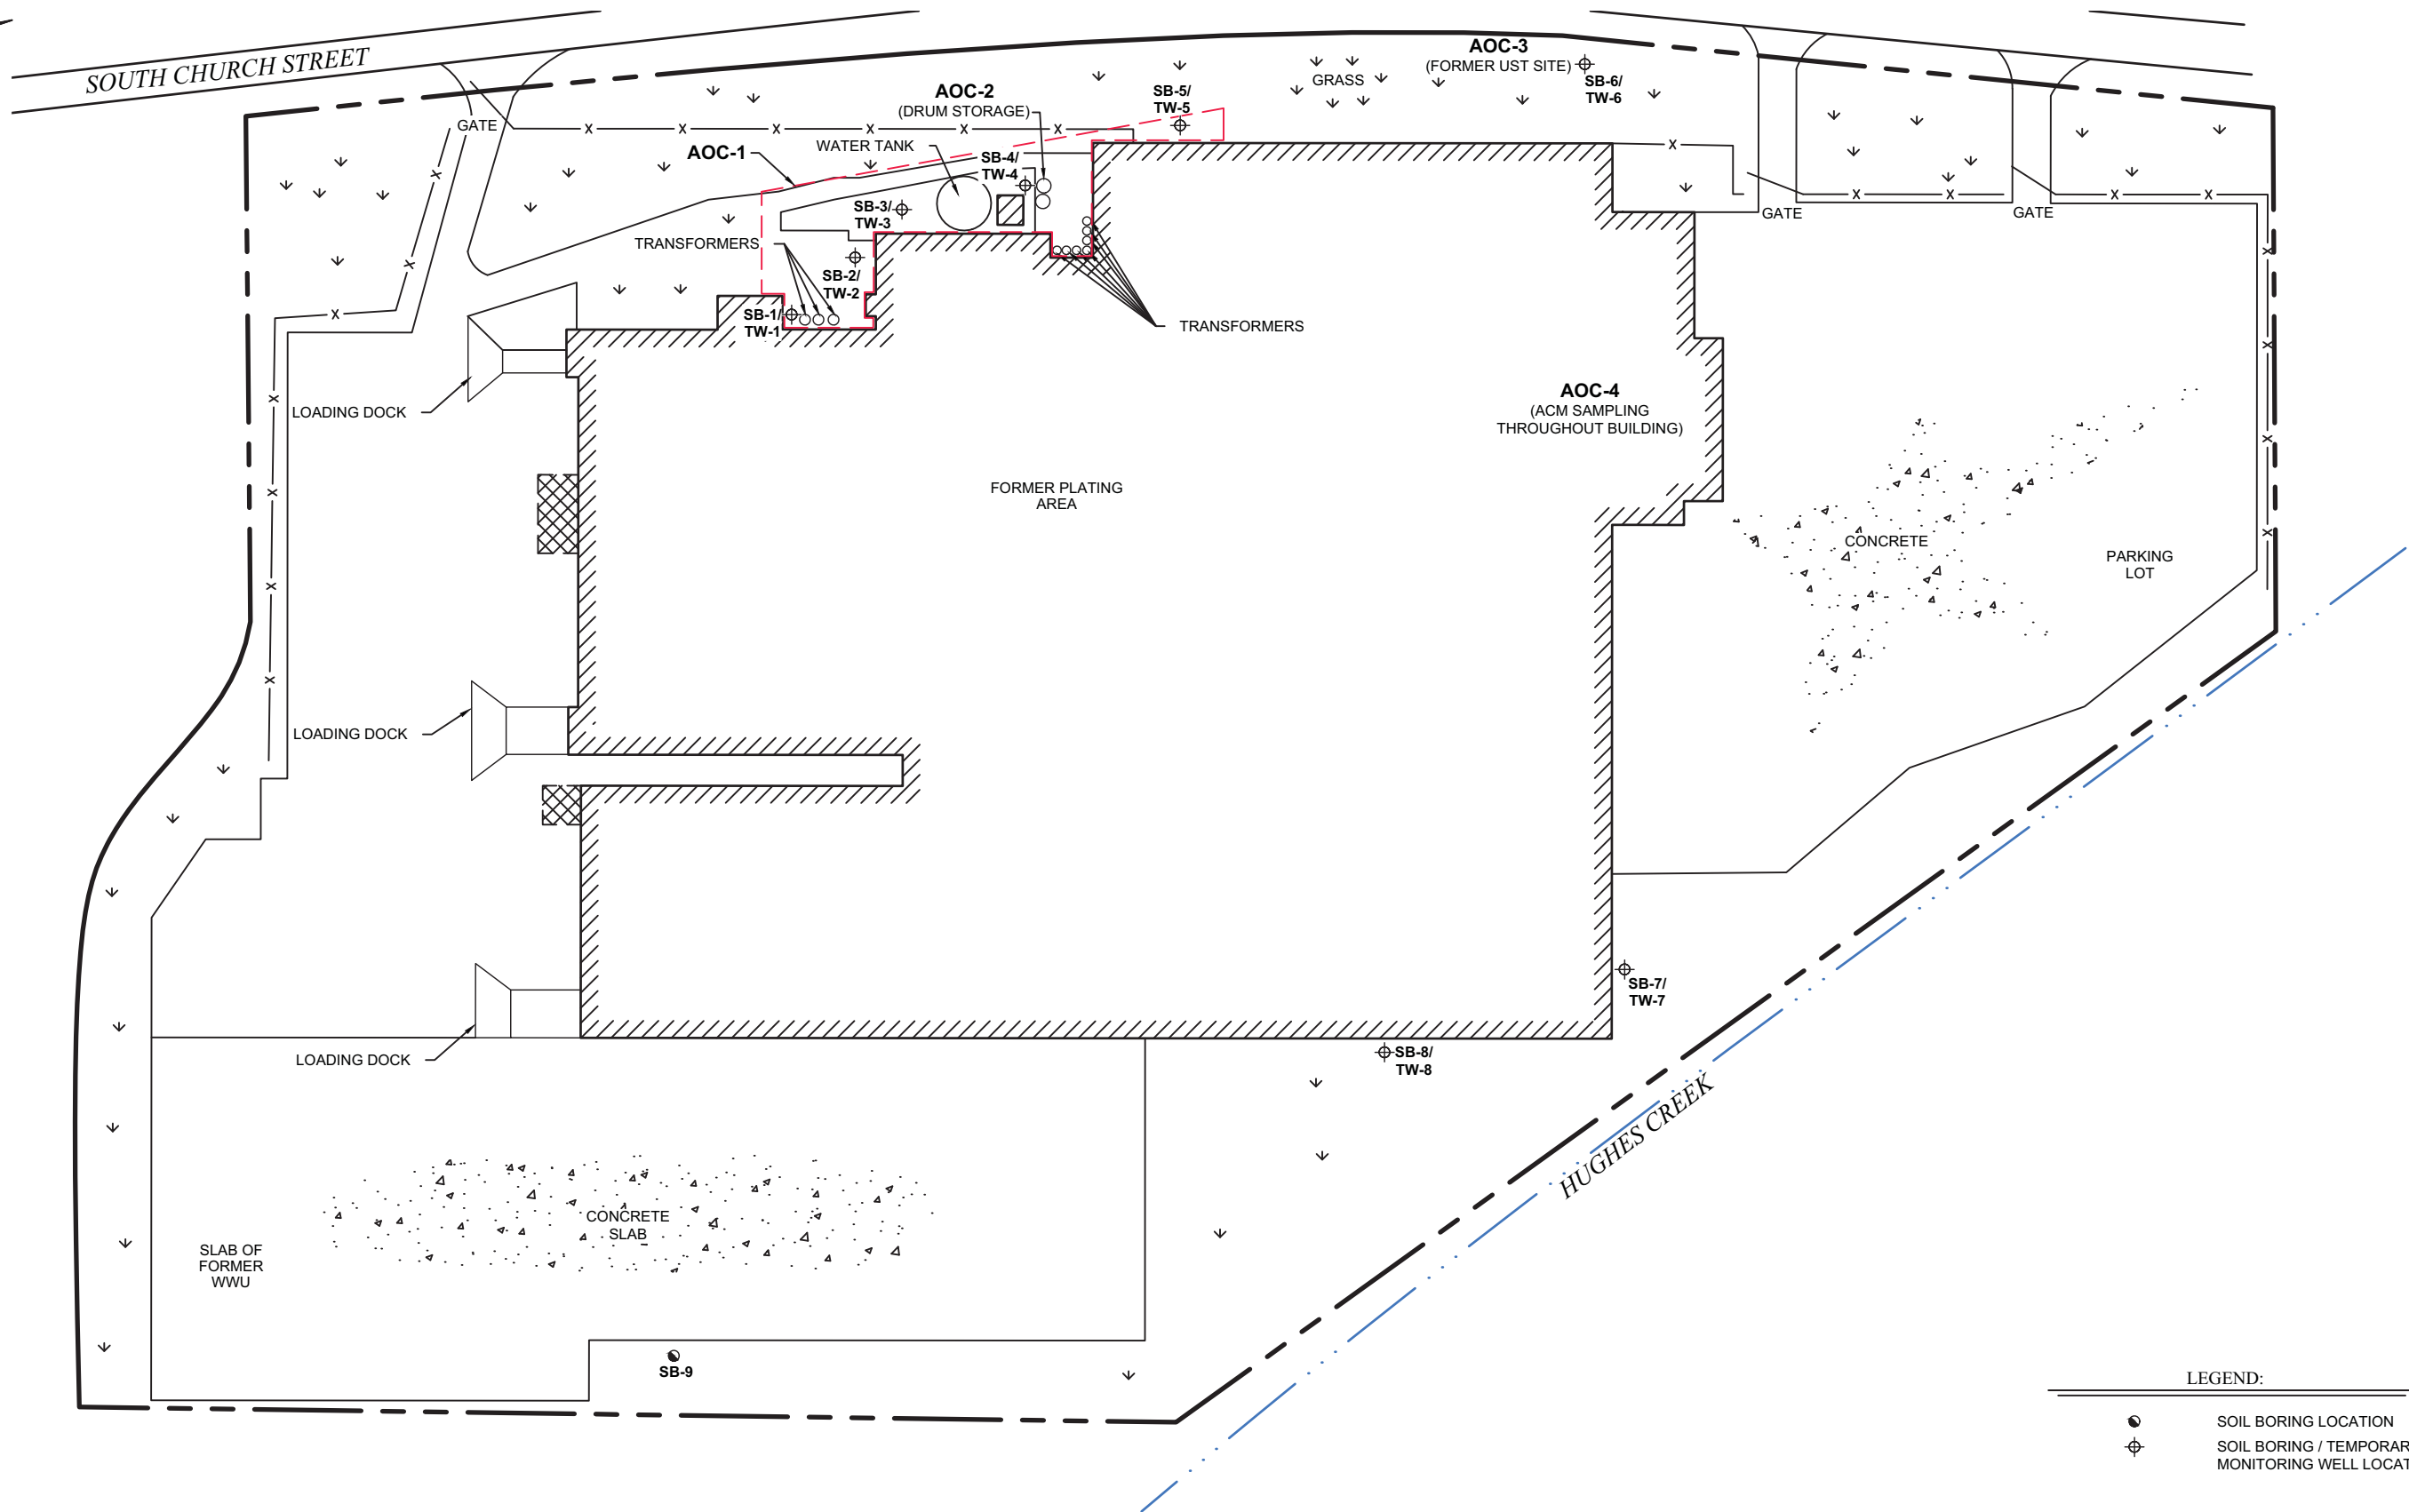 SOUTH CHURCH STREET
GATE
AOC-1
AOC-2
(DRUM STORAGE)
WATER TANK
SB-5/
TW-5
GRASS
AOC-3
(FORMER UST SITE)
SB-6/
TW-6
SB-4/
TW-4
SB-3/
TW-3
TRANSFORMERS
SB-2/
TW-2
SB-1/
TW-1
TRANSFORMERS
GATE
GATE
LOADING DOCK
AOC-4
(ACM SAMPLING
THROUGHOUT BUILDING)
FORMER PLATING
AREA
CONCRETE
PARKING
LOT
LOADING DOCK
SB-7/
TW-7
LOADING DOCK
SB-8/
TW-8
HUGHES CREEK
CONCRETE
SLAB
SLAB OF
FORMER
WWU
SB-9
LEGEND:
SOIL BORING LOCATION
SOIL BORING / TEMPORAR
MONITORING WELL LOCAT